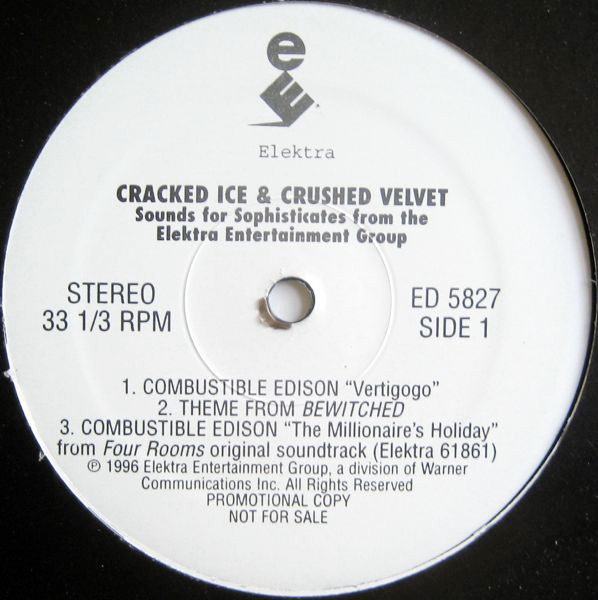 e
E
Elektra
CRACKED ICE & CRUSHED VELVET
Sounds for Sophisticates from the
Elektra Entertainment Group
STEREO
33 1/3 RPM
ED 5827
SIDE 1
1. COMBUSTIBLE EDISON “Vertigogo”
2. THEME FROM BEWITCHED
3. COMBUSTIBLE EDISON “The Millionaire's Holiday”
from Four Rooms original soundtrack (Elektra 61861)
℗ 1996 Elektra Entertainment Group, a division of Warner
Communications Inc. All Rights Reserved
PROMOTIONAL COPY
NOT FOR SALE